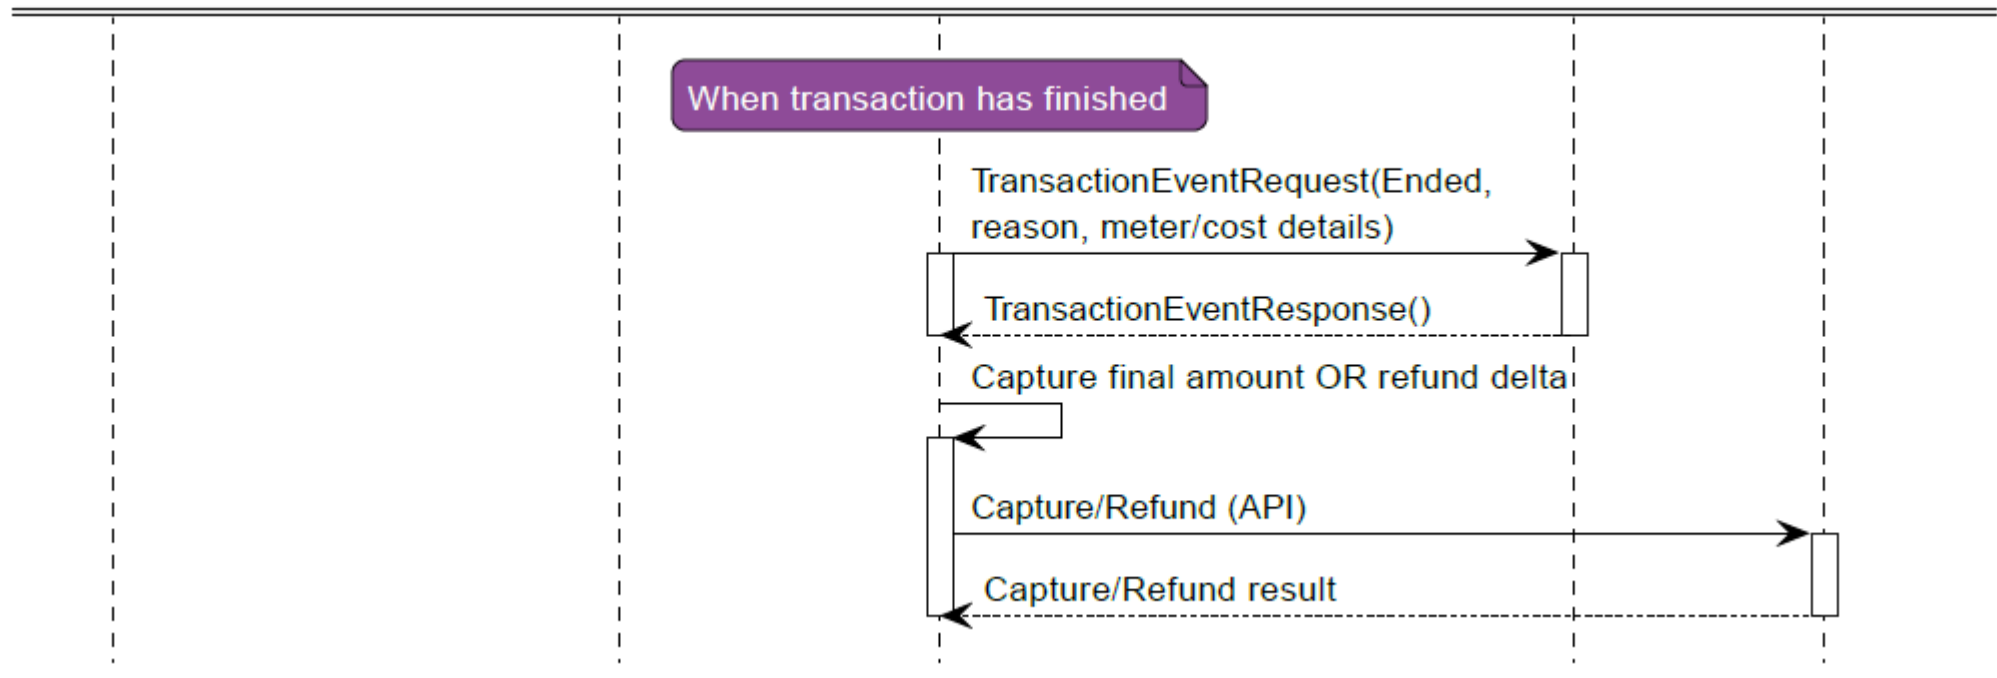 When transaction has finished
TransactionEventRequest(Ended,
reason, meter/cost details)
TransactionEventResponse()
Capture final amount OR refund delta
Capture/Refund (API)
Capture/Refund result